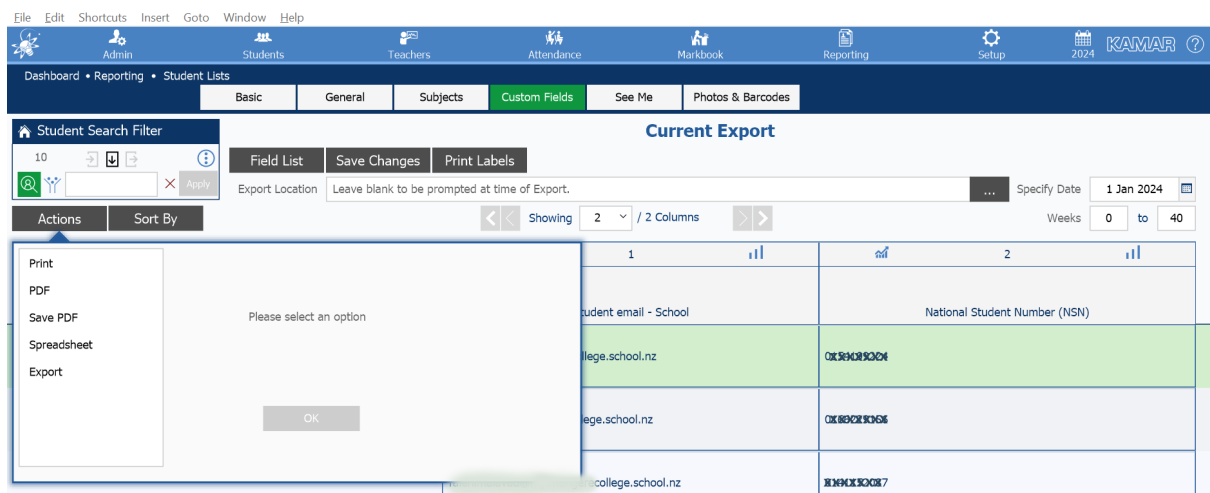 File Edit Shortcuts Insert Goto Window Help
Admin Students Teachers Attendance Markbook Reporting Setup 2024 KAMAR ?
Dashboard • Reporting • Student Lists
Basic General Subjects Custom Fields See Me Photos & Barcodes
Student Search Filter
Current Export
10
Field List Save Changes Print Labels
Apply
Export Location Leave blank to be prompted at time of Export. ... Specify Date 1 Jan 2024
Actions Sort By
Showing 2 / 2 Columns
Weeks 0 to 40
1 2
Print
PDF
Save PDF
Spreadsheet
Export
Please select an option
OK
email - School National Student Number (NSN)
.school.nz
.school.nz
college.school.nz